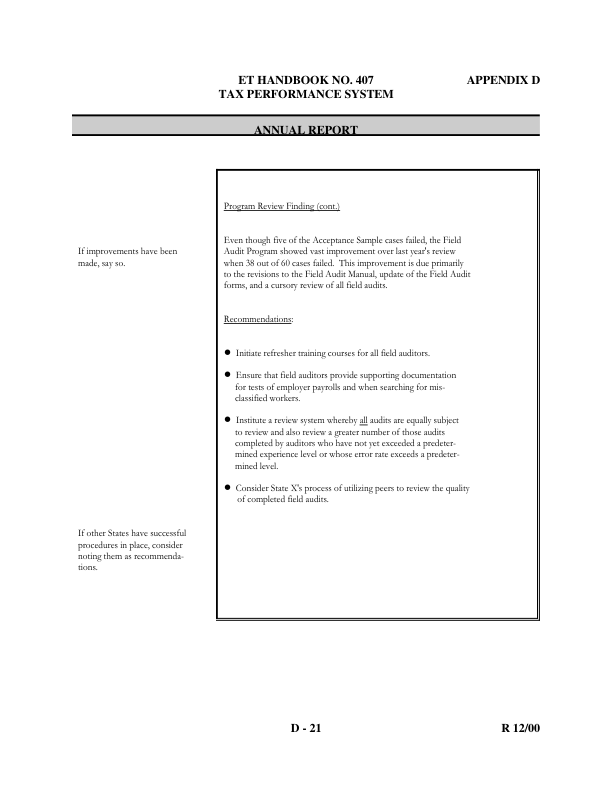 ET HANDBOOK NO. 407
APPENDIX D
TAX PERFORMANCE SYSTEM
ANNUAL REPORT
Program Review Finding (cont.)
If improvements have been
made, say so.
Even though five of the Acceptance Sample cases failed, the Field
Audit Program showed vast improvement over last year's review
when 38 out of 60 cases failed.  This improvement is due primarily
to the revisions to the Field Audit Manual, update of the Field Audit
forms, and a cursory review of all field audits.
Recommendations:
● Initiate refresher training courses for all field auditors.
● Ensure that field auditors provide supporting documentation
for tests of employer payrolls and when searching for mis-
classified workers.
● Institute a review system whereby all audits are equally subject
to review and also review a greater number of those audits
completed by auditors who have not yet exceeded a predeter-
mined experience level or whose error rate exceeds a predeter-
mined level.
● Consider State X's process of utilizing peers to review the quality
of completed field audits.
If other States have successful
procedures in place, consider
noting them as recommenda-
tions.
D - 21
R 12/00